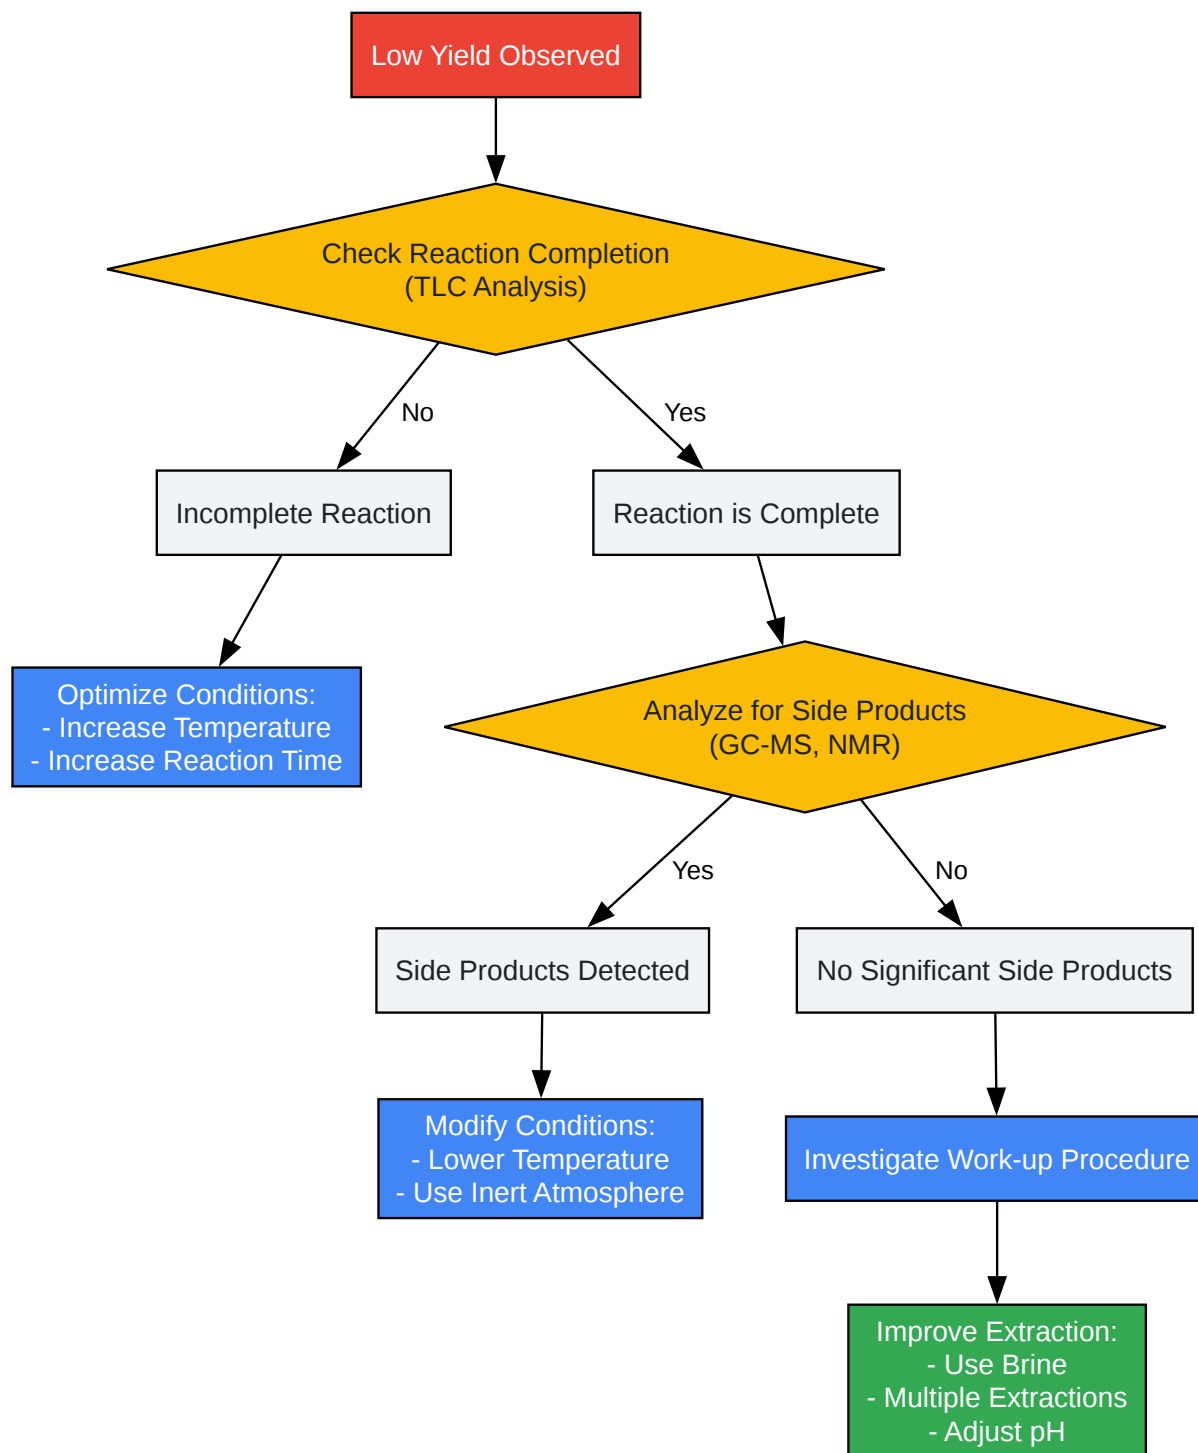 Low Yield Observed
Check Reaction Completion
(TLC Analysis)
No
Yes
Incomplete Reaction
Reaction is Complete
Optimize Conditions:
- Increase Temperature
- Increase Reaction Time
Analyze for Side Products
(GC-MS, NMR)
Yes
No
Side Products Detected
No Significant Side Products
Modify Conditions:
- Lower Temperature
- Use Inert Atmosphere
Investigate Work-up Procedure
Improve Extraction:
- Use Brine
- Multiple Extractions
- Adjust pH